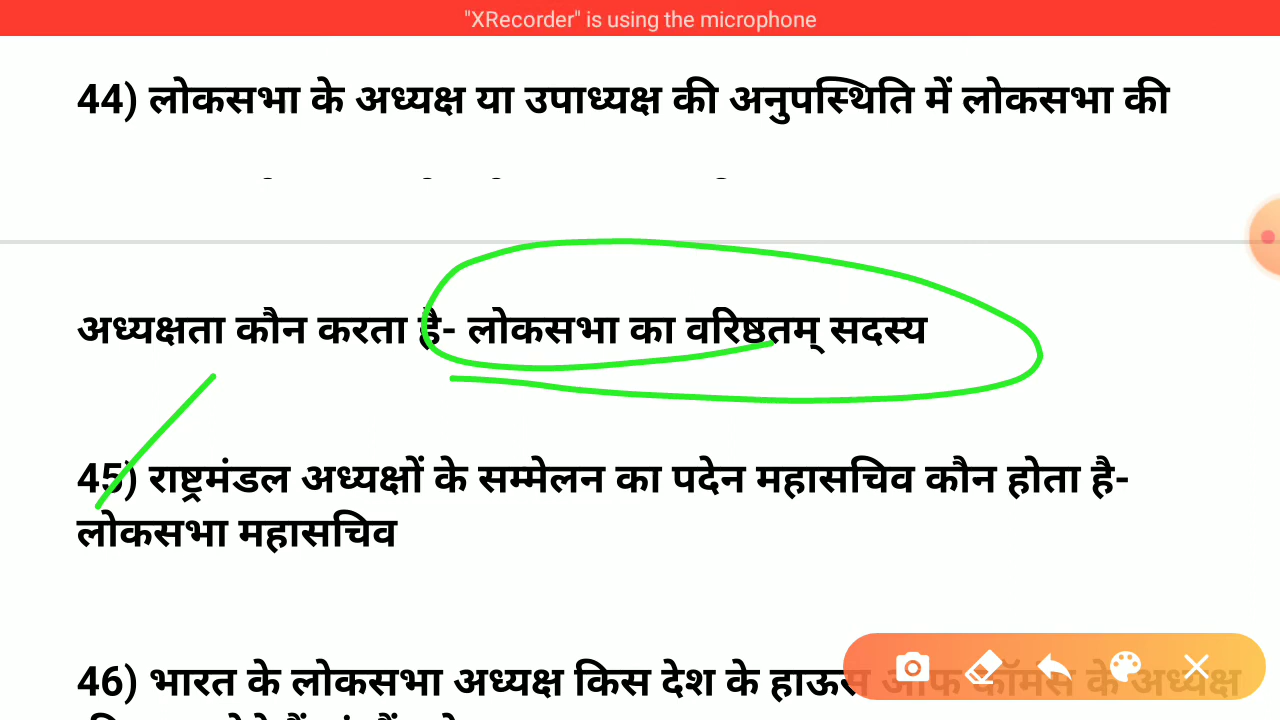 "XRecorder" is using the microphone
44) लोकसभा के अध्यक्ष या उपाध्यक्ष की अनुपस्थिति में लोकसभा की
अध्यक्षता कौन करता है- लोकसभा का वरिष्ठतम् सदस्य
45) राष्ट्रमंडल अध्यक्षों के सम्मेलन का पदेन महासचिव कौन होता है-
लोकसभा महासचिव
46) भारत के लोकसभा अध्यक्ष किस देश के हाऊस ऑफ कॉमंस के अध्यक्ष